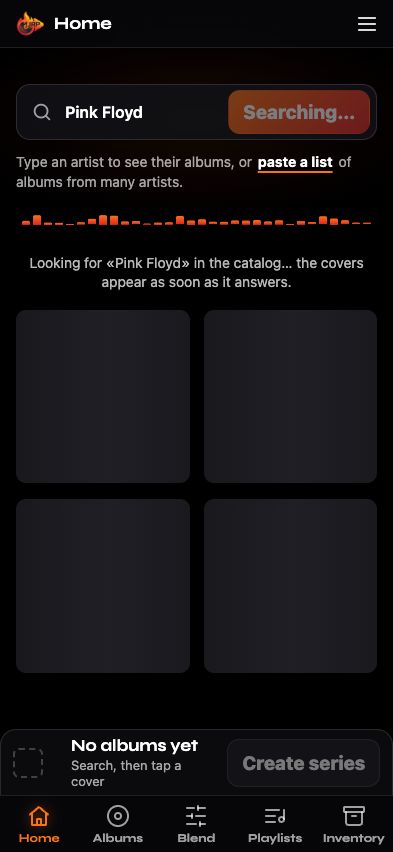 Home
Pink Floyd
Searching...
Type an artist to see their albums, or paste a list of
albums from many artists.
Looking for «Pink Floyd» in the catalog... the covers
appear as soon as it answers.
No albums yet
Search, then tap a
cover
Create series
Home
Albums
Blend
Playlists
Inventory